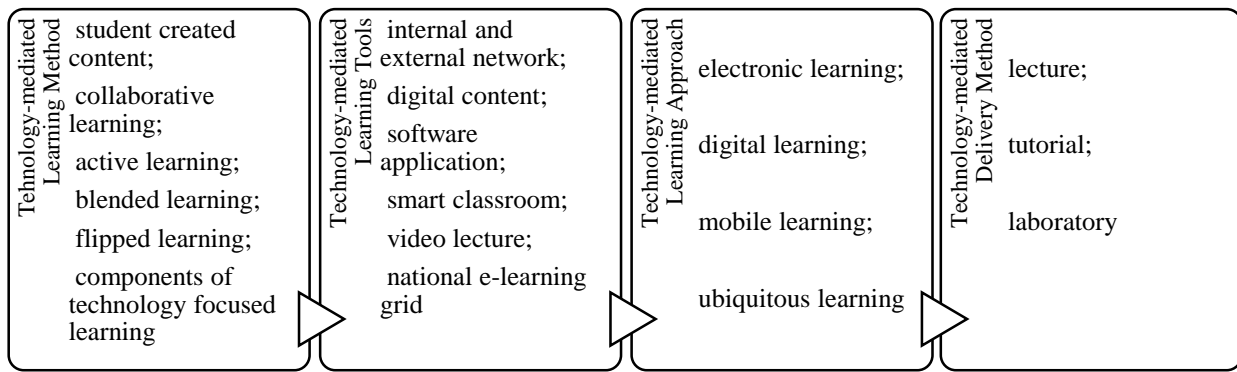 Tehnology-mediated
Learning Method
student created
content;
collaborative
learning;
active learning;
blended learning;
flipped learning;
components of
technology focused
learning
Technology-mediated
Learning Tools
internal and
external network;
digital content;
software
application;
smart classroom;
video lecture;
national e-learning
grid
Technology-mediated
Learning Approach
electronic learning;
digital learning;
mobile learning;
ubiquitous learning
Technology-mediated
Delivery Method
lecture;
tutorial;
laboratory